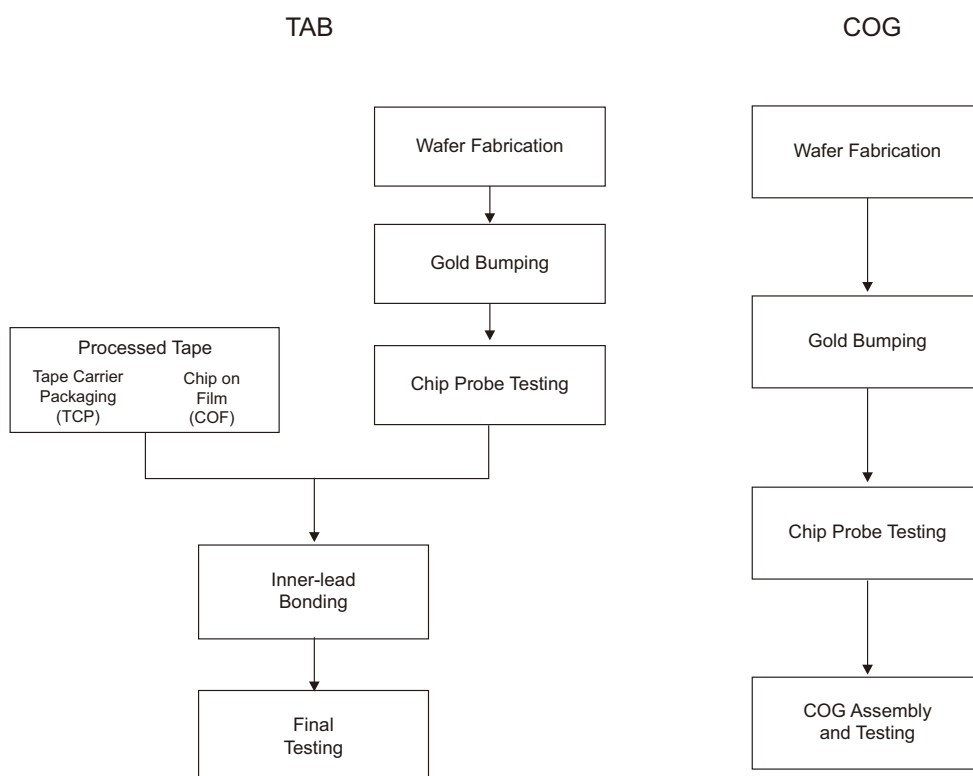 TAB
COG
Wafer Fabrication
Gold Bumping
Chip Probe Testing
Processed Tape
Tape Carrier
Packaging
(TCP)
Chip on
Film
(COF)
Inner-lead
Bonding
Final
Testing
Wafer Fabrication
Gold Bumping
Chip Probe Testing
COG Assembly
and Testing